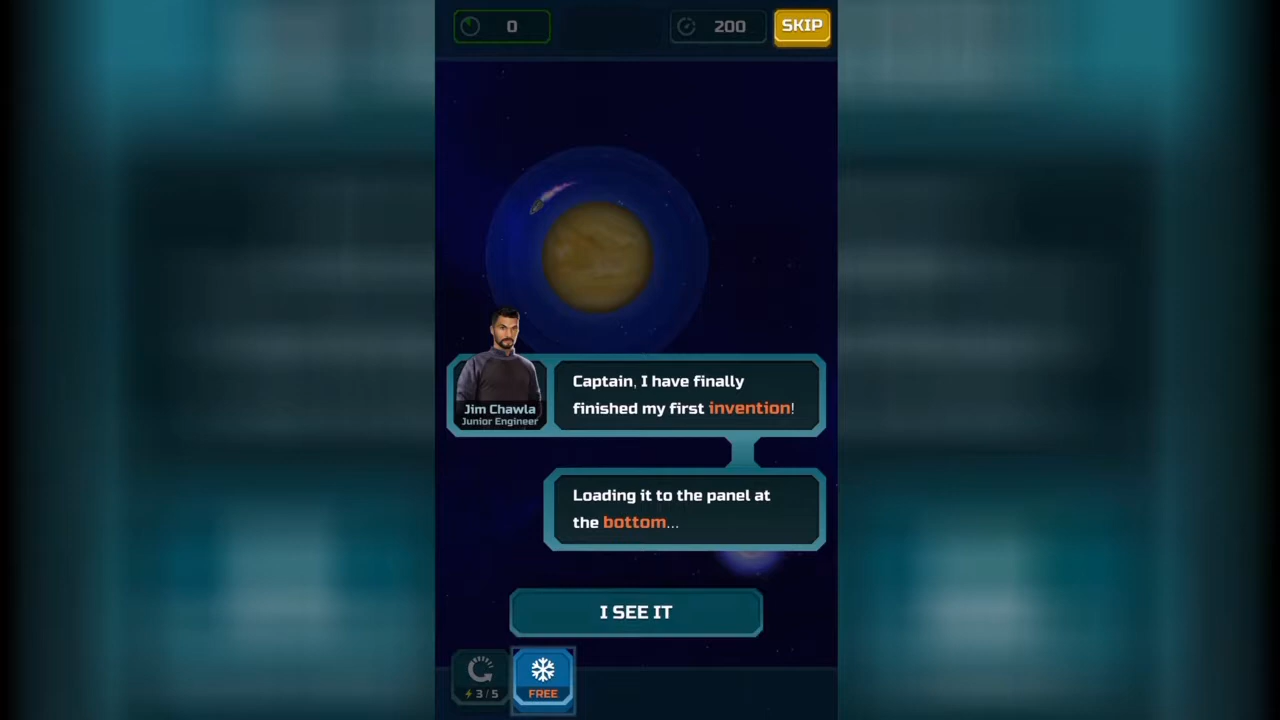 0
200
SKIP
Captain, I have finally
finished my first invention!
Jim Chawla
Junior Engineer
Loading it to the panel at
the bottom...
I SEE IT
3/5
FREE